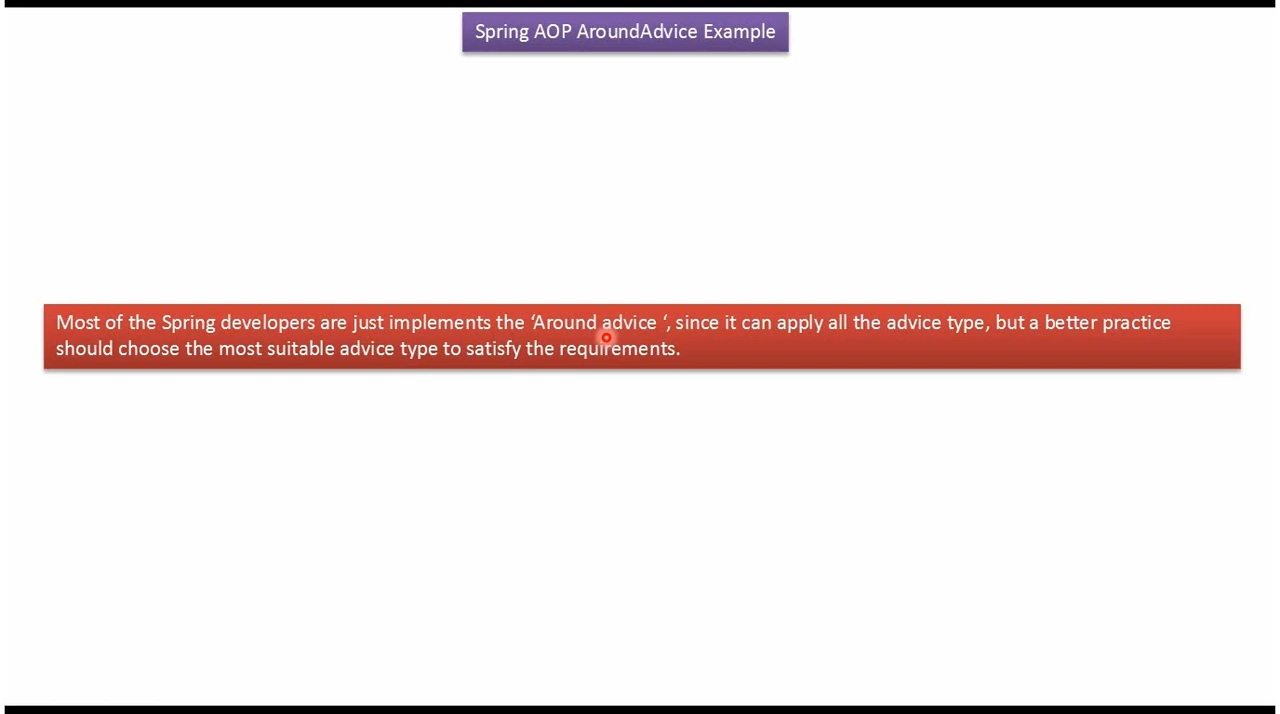 Spring AOP AroundAdvice Example
Most of the Spring developers are just implements the ‘Around advice ‘, since it can apply all the advice type, but a better practice
should choose the most suitable advice type to satisfy the requirements.